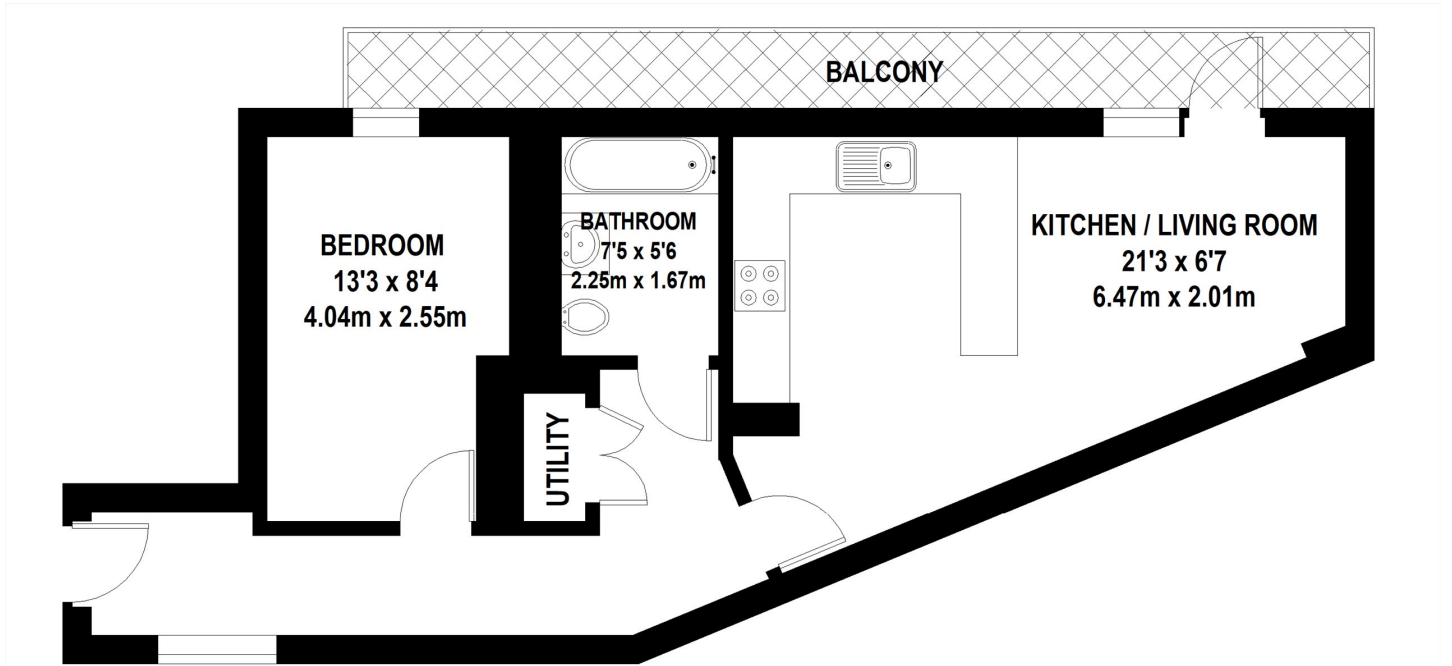 BALCONY
BEDROOM
13'3 x 8'4
4.04m x 2.55m
BATHROOM
7'5 x 5'6
2.25m x 1.67m
KITCHEN / LIVING ROOM
21'3 x 6'7
6.47m x 2.01m
UTILITY